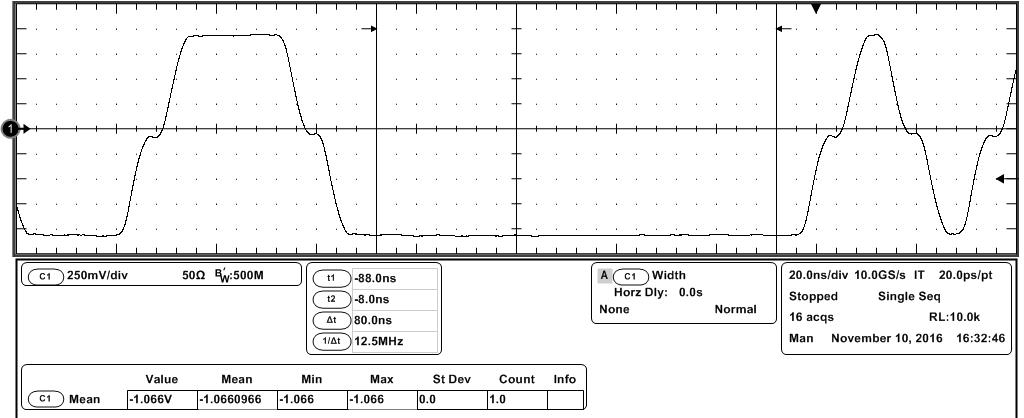 1
C1 250mV/div 50Ω BW:500M
t1 -88.0ns
t2 -8.0ns
Δt 80.0ns
1/Δt 12.5MHz
A C1 Width
Horz Dly: 0.0s
None Normal
20.0ns/div 10.0GS/s IT 20.0ps/pt
Stopped Single Seq
16 acqs RL:10.0k
Man November 10, 2016 16:32:46
Value Mean Min Max St Dev Count Info
C1 Mean -1.066V -1.0660966 -1.066 -1.066 0.0 1.0